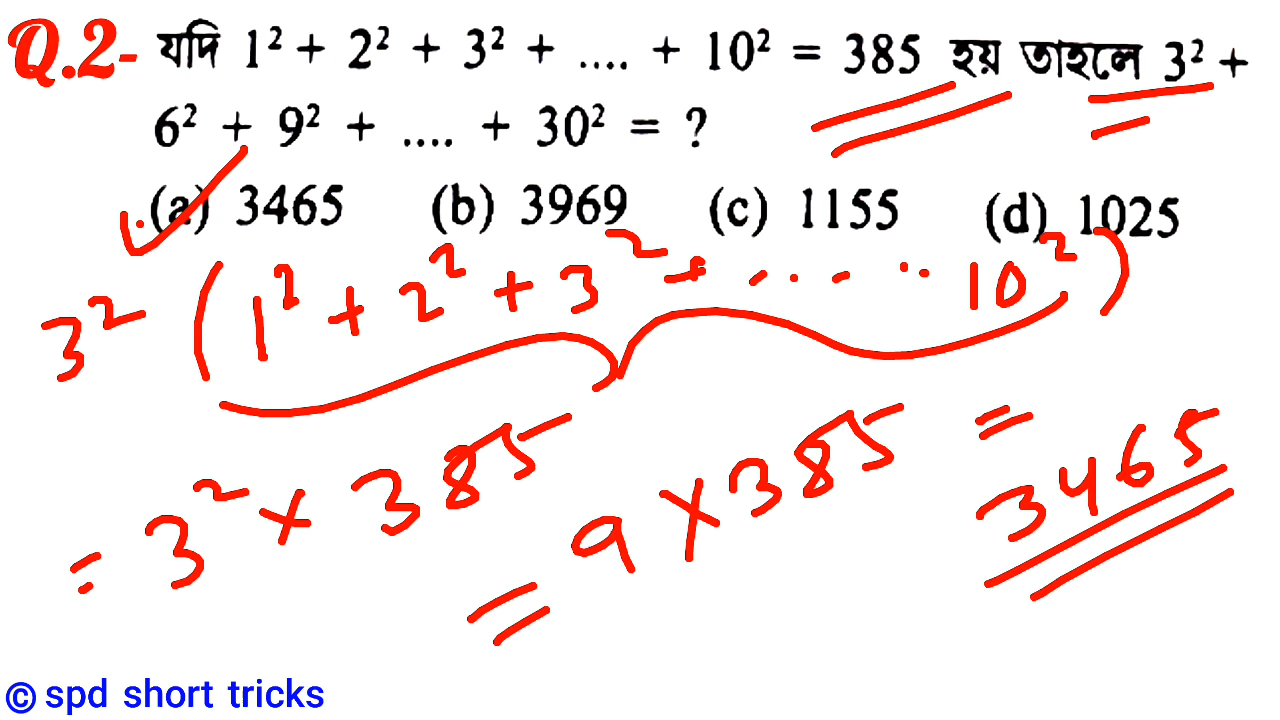 Q.2- যদি 1² + 2² + 3² + .... + 10² = 385 হয় তাহলে 3² +
6² + 9² + .... + 30² = ?
(a) 3465 (b) 3969 (c) 1155 (d) 1025
3² (1² + 2² + 3² + ..... 10²)
= 3² × 385 = 9 × 385 = 3465
© spd short tricks